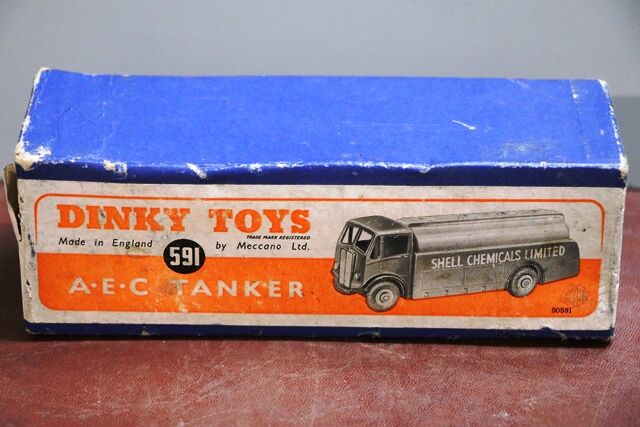 DINKY TOYS
TRADE MARK REGISTERED
Made in England 591 by Meccano Ltd.
A·E·C TANKER
SHELL CHEMICALS LIMITED
50591